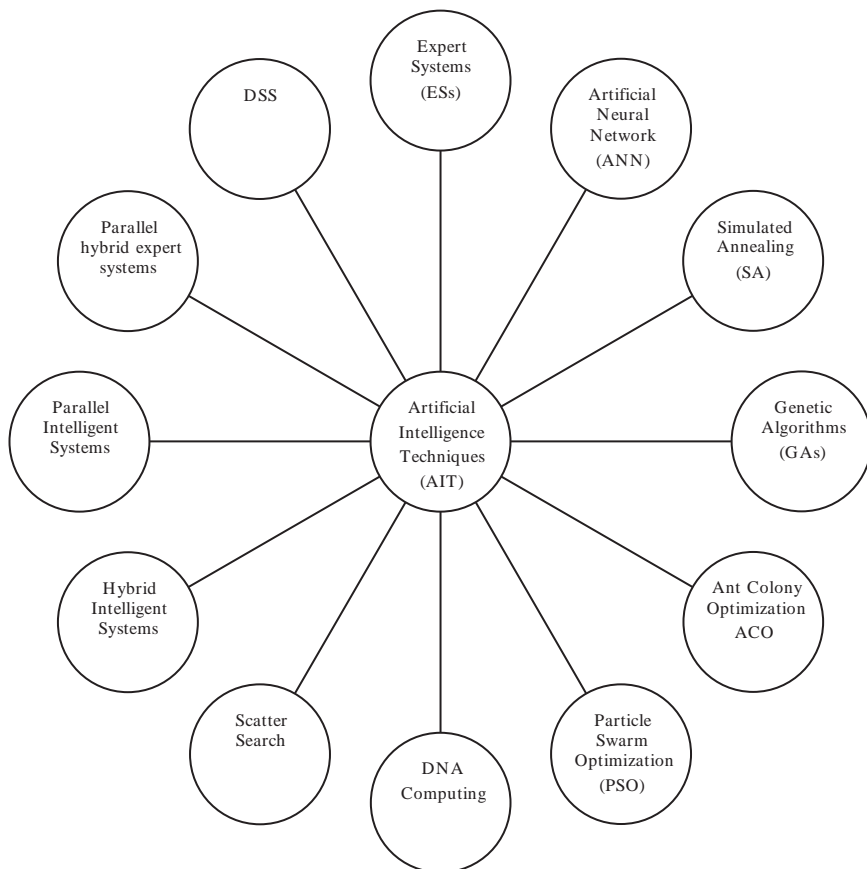 Expert
Systems
(ESs)
Artificial
Neural
Network
(ANN)
Simulated
Annealing
(SA)
Genetic
Algorithms
(GAs)
Ant Colony
Optimization
ACO
Particle
Swarm
Optimization
(PSO)
DNA
Computing
Scatter
Search
Hybrid
Intelligent
Systems
Parallel
Intelligent
Systems
Parallel
hybrid expert
systems
DSS
Artificial
Intelligence
Techniques
(AIT)